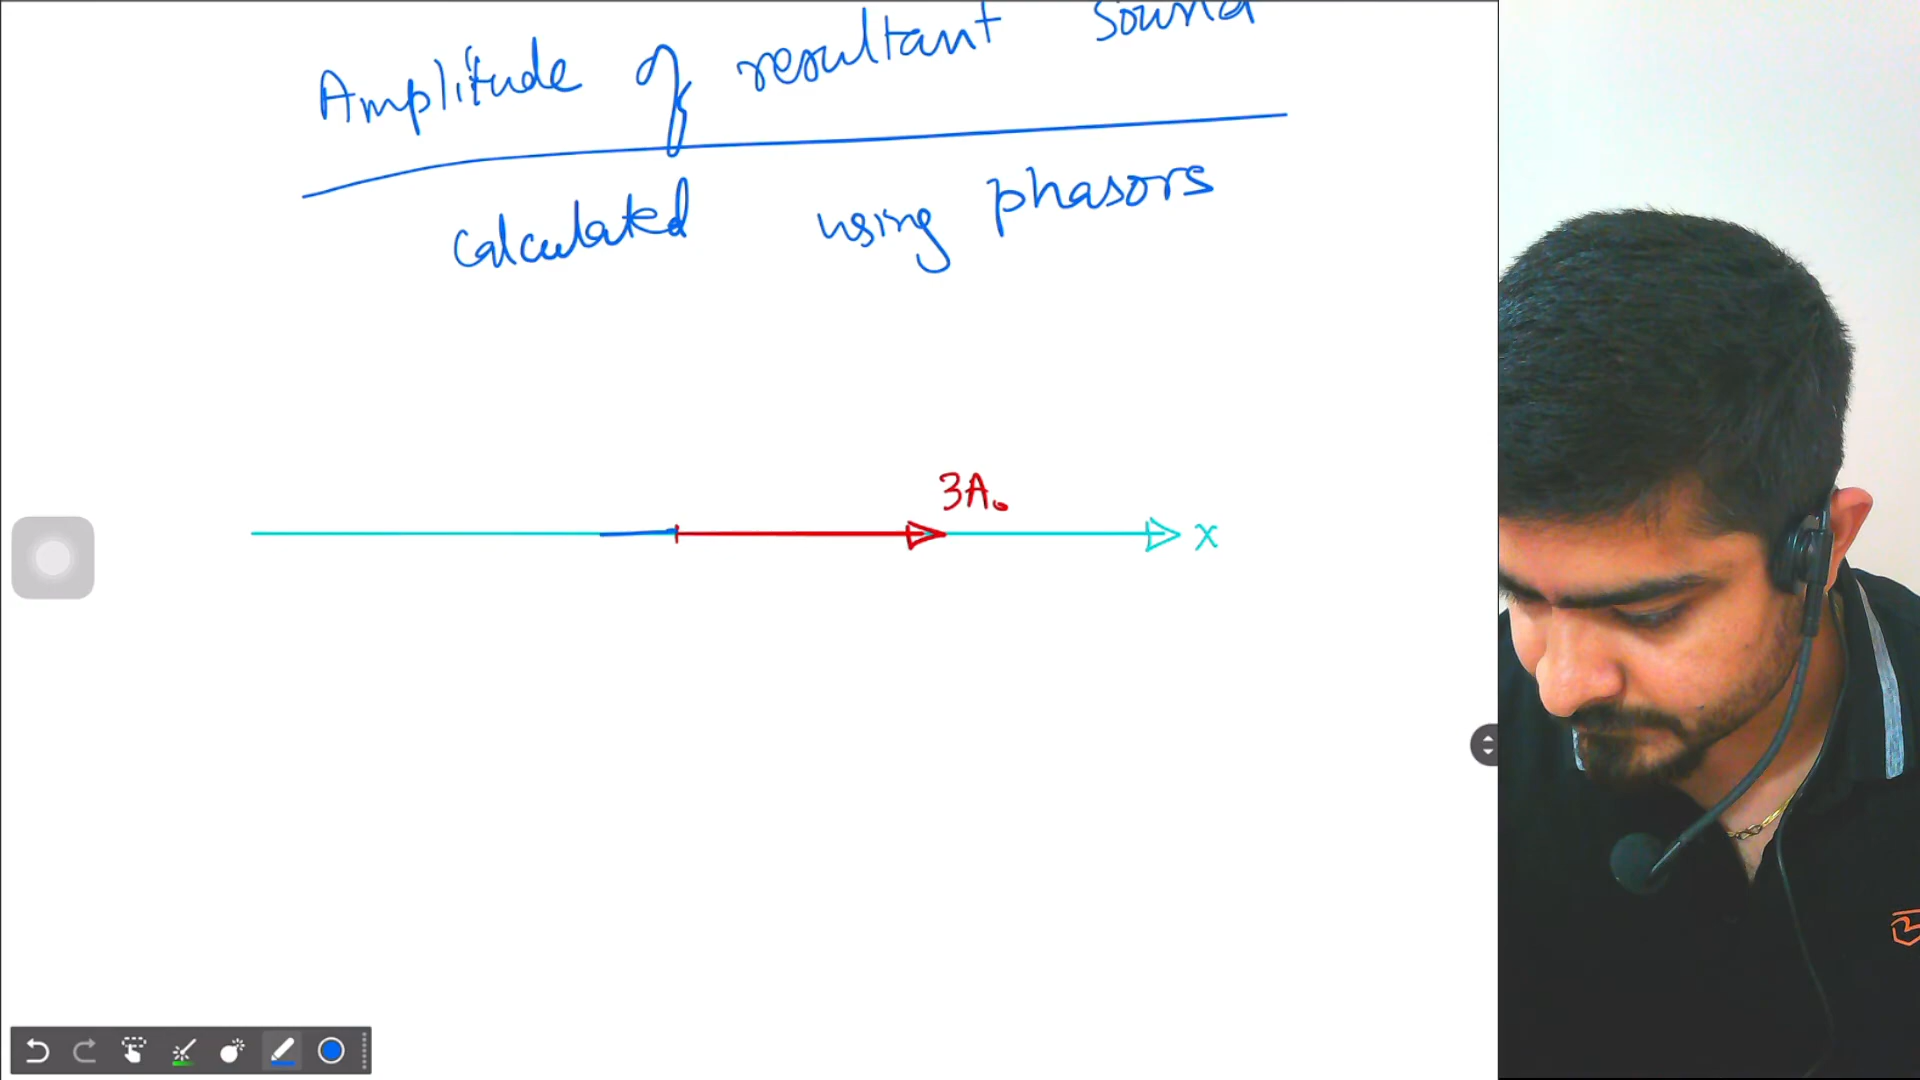 Amplitude of resultant sound
calculated using phasors
3A₀
x